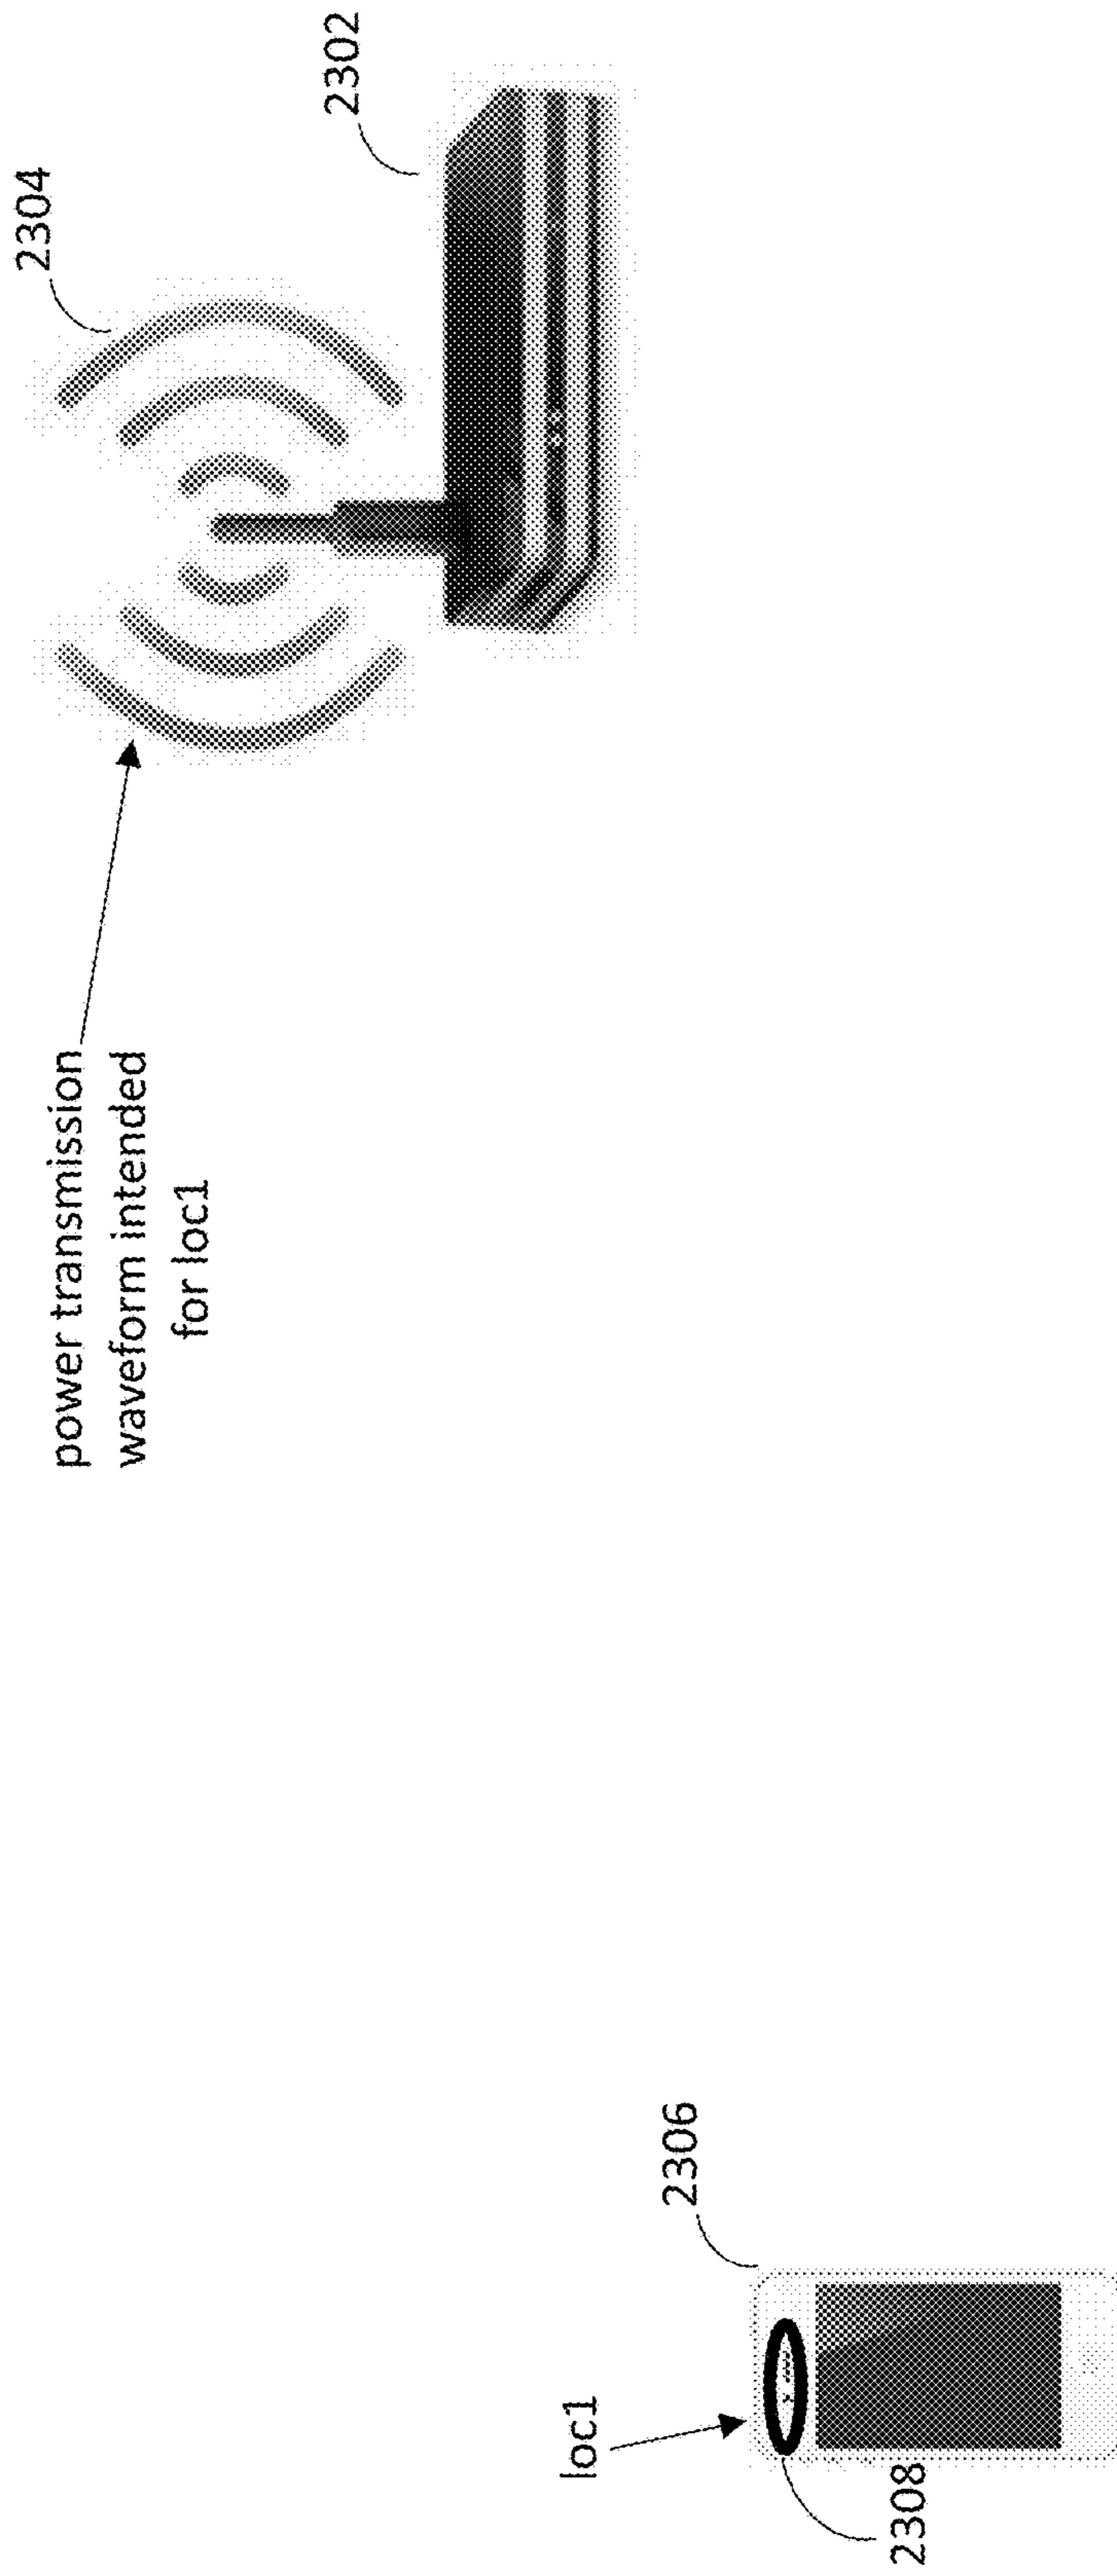 2304
2302
power transmission
waveform intended
for loc1
2306
loc1
2308